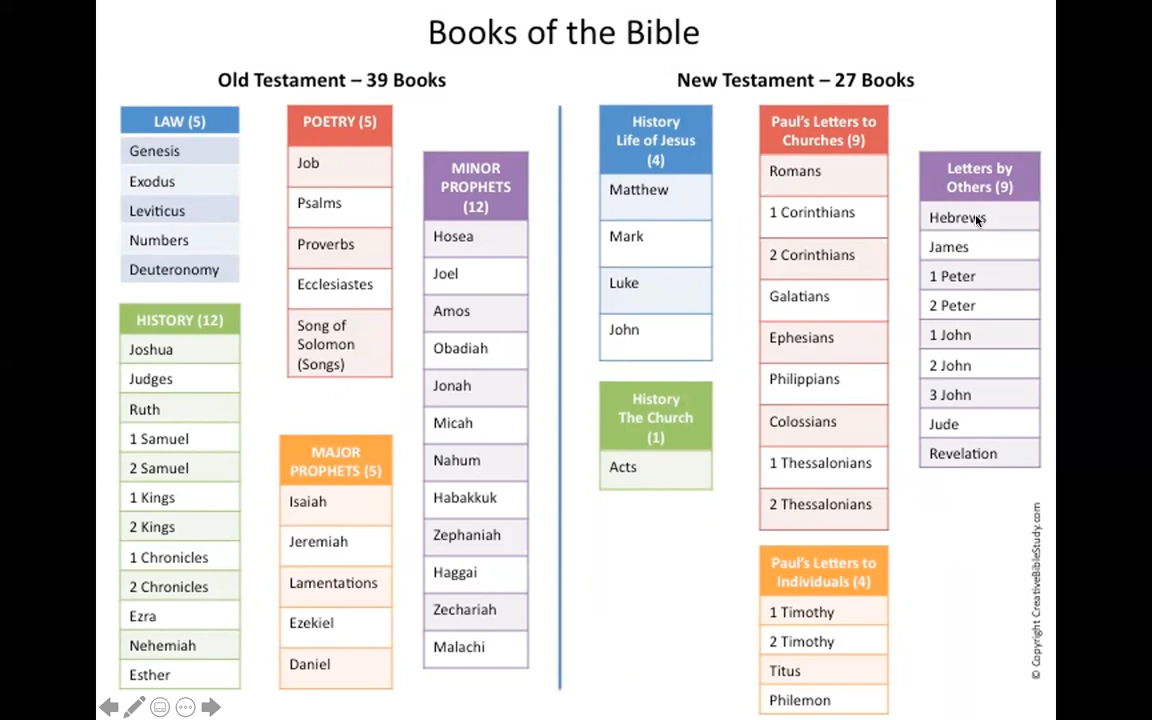 Books of the Bible
Old Testament – 39 Books
LAW (5)
Genesis
Exodus
Leviticus
Numbers
Deuteronomy
HISTORY (12)
Joshua
Judges
Ruth
1 Samuel
2 Samuel
1 Kings
2 Kings
1 Chronicles
2 Chronicles
Ezra
Nehemiah
Esther
POETRY (5)
Job
Psalms
Proverbs
Ecclesiastes
Song of
Solomon
(Songs)
MAJOR
PROPHETS (5)
Isaiah
Jeremiah
Lamentations
Ezekiel
Daniel
MINOR
PROPHETS
(12)
Hosea
Joel
Amos
Obadiah
Jonah
Micah
Nahum
Habakkuk
Zephaniah
Haggai
Zechariah
Malachi
New Testament – 27 Books
History
Life of Jesus
(4)
Matthew
Mark
Luke
John
History
The Church
(1)
Acts
Paul's Letters to
Churches (9)
Romans
1 Corinthians
2 Corinthians
Galatians
Ephesians
Philippians
Colossians
1 Thessalonians
2 Thessalonians
Paul's Letters to
Individuals (4)
1 Timothy
2 Timothy
Titus
Philemon
Letters by
Others (9)
Hebrews
James
1 Peter
2 Peter
1 John
2 John
3 John
Jude
Revelation
© Copyright CreativeBibleStudy.com